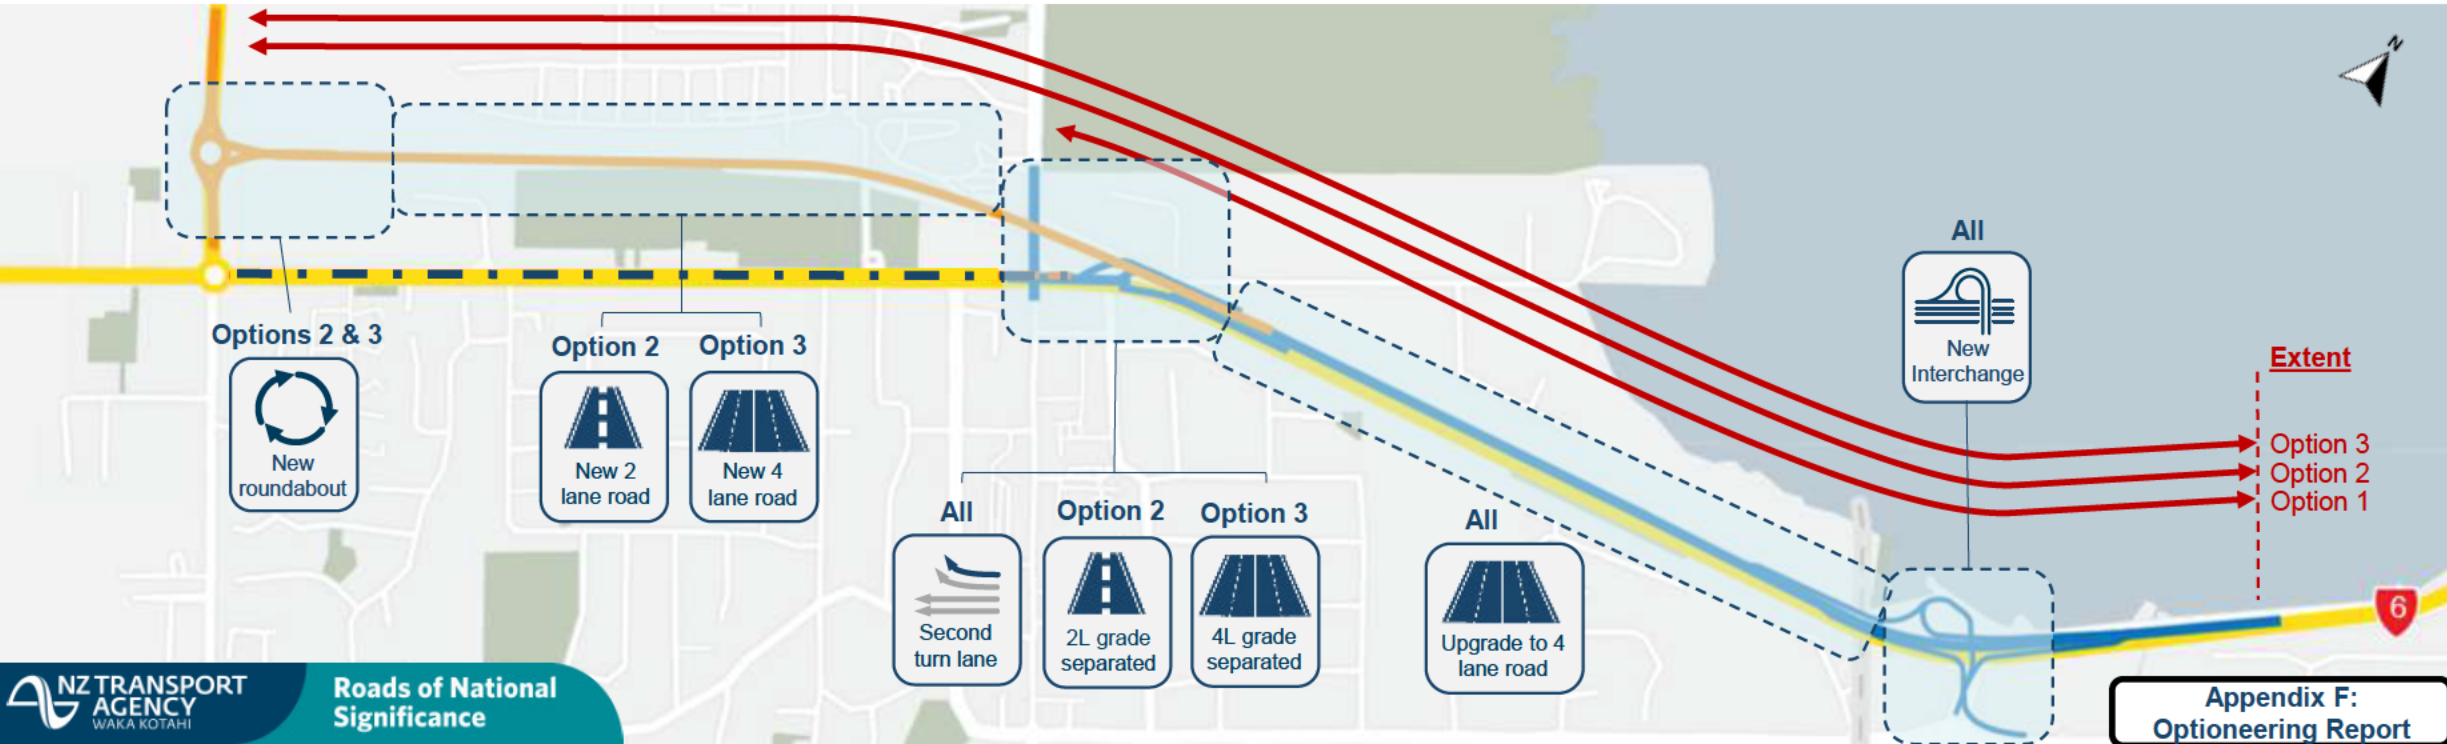 N
All
New
Interchange
Extent
Option 3
Option 2
Option 1
Options 2 & 3
New
roundabout
Option 2
New 2
lane road
Option 3
New 4
lane road
All
Second
turn lane
Option 2
2L grade
separated
Option 3
4L grade
separated
All
Upgrade to 4
lane road
6
NZ TRANSPORT
AGENCY
WAKA KOTAHI
Roads of National
Significance
Appendix F:
Optioneering Report